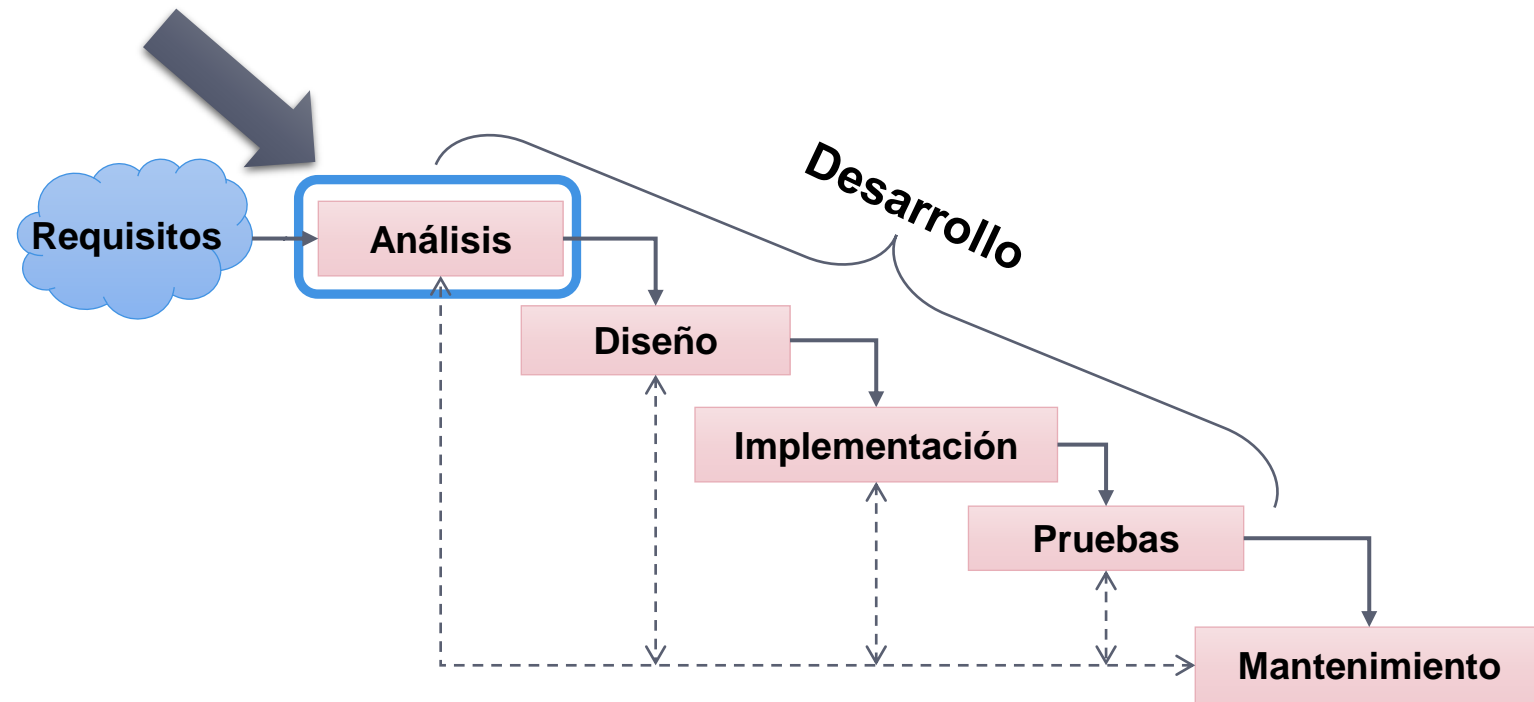 Desarrollo
Requisitos
Análisis
Diseño
Implementación
Pruebas
Mantenimiento